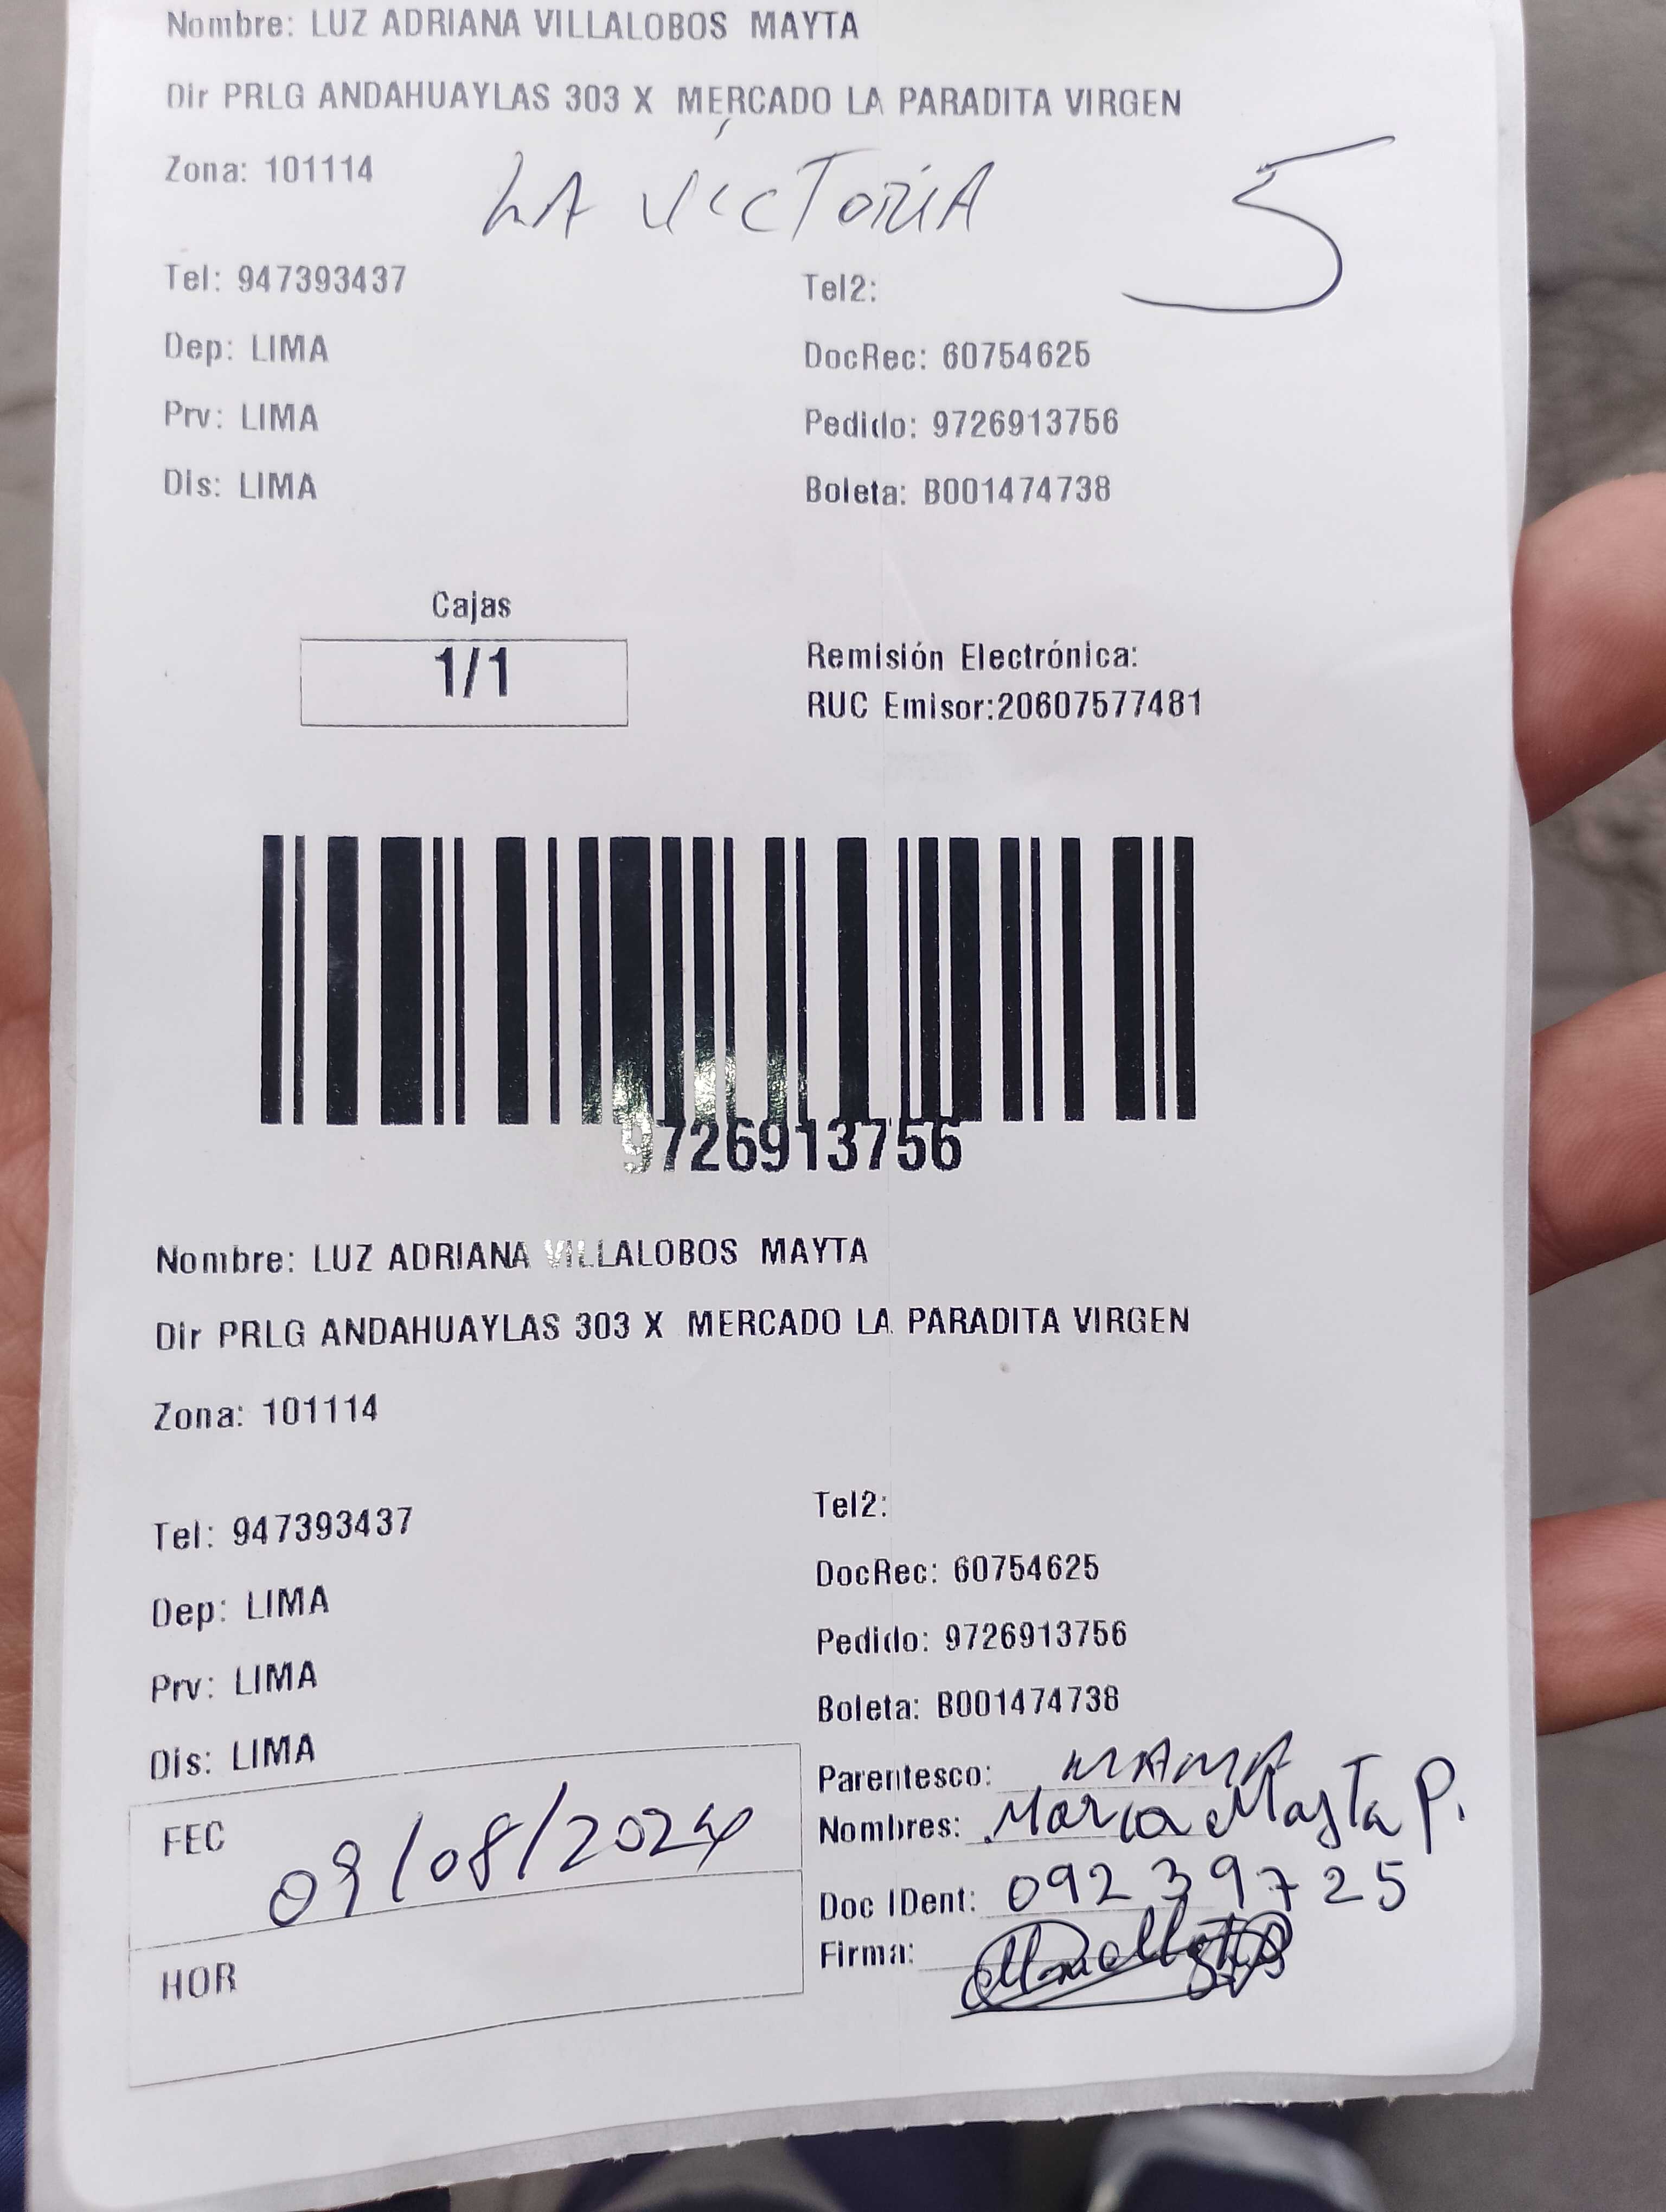 Nombre: LUZ ADRIANA VILLALOBOS MAYTA
Dir PRLG ANDAHUAYLAS 303 X MERCADO LA PARADITA VIRGEN
Zona: 101114
LA VICTORIA 5
Tel: 947393437 Tel2:
Dep: LIMA DocRec: 60754625
Prv: LIMA Pedido: 9726913756
Dis: LIMA Boleta: B001474738
Cajas
1/1
Remisión Electrónica:
RUC Emisor:20607577481
9726913756
Nombre: LUZ ADRIANA VILLALOBOS MAYTA
Dir PRLG ANDAHUAYLAS 303 X MERCADO LA PARADITA VIRGEN
Zona: 101114
Tel: 947393437 Tel2:
Dep: LIMA DocRec: 60754625
Prv: LIMA Pedido: 9726913756
Dis: LIMA Boleta: B001474738
Parentesco: MAMA
FEC 09/08/2024 Nombres: Maria Mayta P.
Doc IDent: 09239725
HOR Firma: